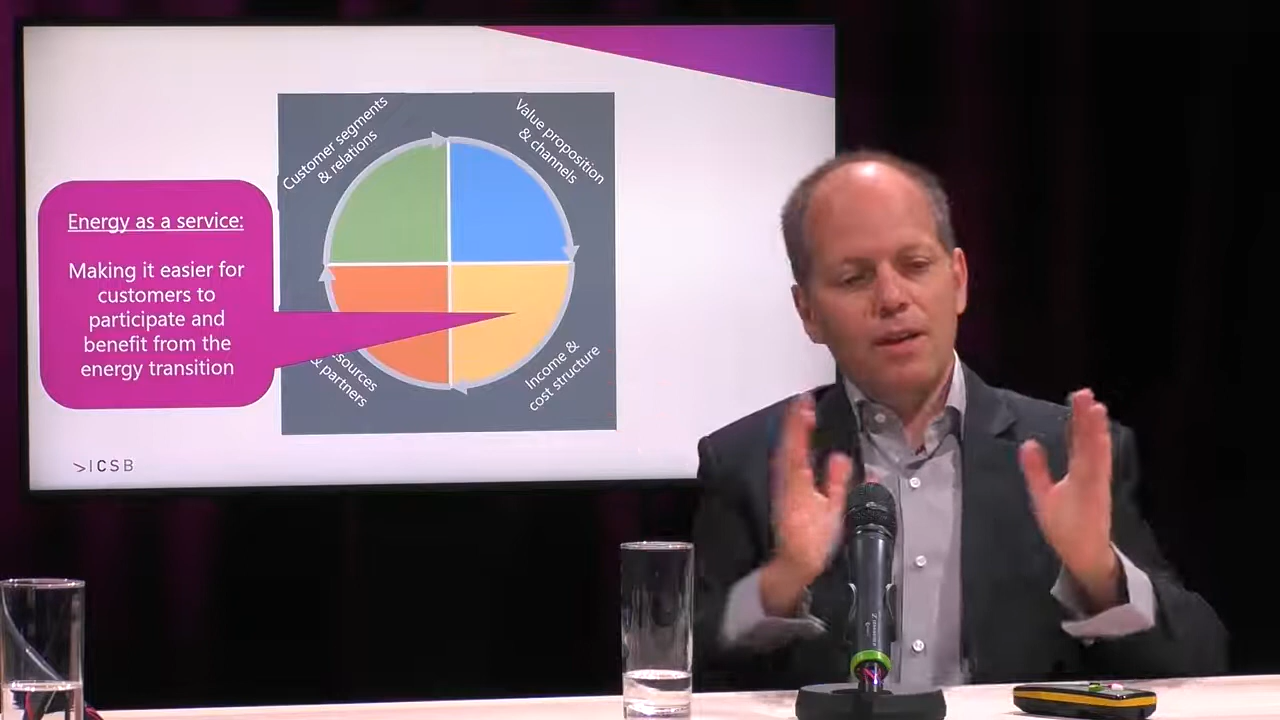 Customer segments
& relations
Value proposition
& channels
Energy as a service:
Making it easier for
customers to
participate and
benefit from the
energy transition
& partners
Income &
cost structure
>ICSB